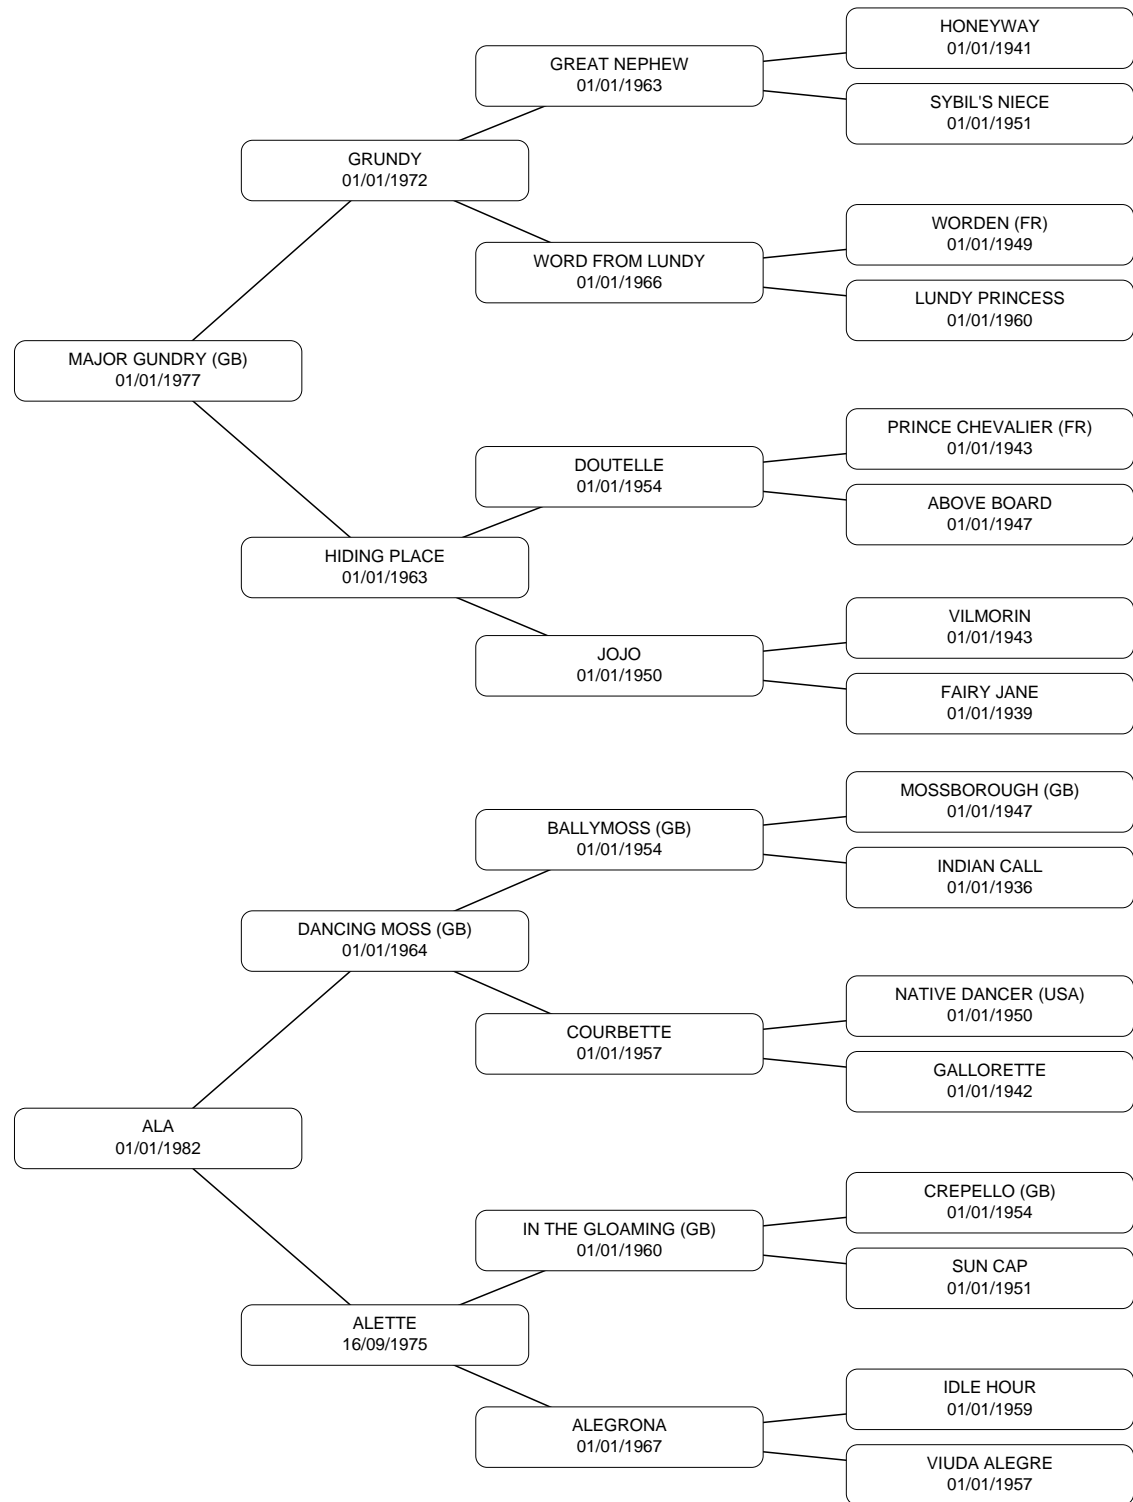 HONEYWAY
01/01/1941
GREAT NEPHEW
01/01/1963
SYBIL'S NIECE
01/01/1951
GRUNDY
01/01/1972
WORDEN (FR)
01/01/1949
WORD FROM LUNDY
01/01/1966
LUNDY PRINCESS
01/01/1960
MAJOR GUNDRY (GB)
01/01/1977
PRINCE CHEVALIER (FR)
01/01/1943
DOUTELLE
01/01/1954
ABOVE BOARD
01/01/1947
HIDING PLACE
01/01/1963
VILMORIN
01/01/1943
JOJO
01/01/1950
FAIRY JANE
01/01/1939
MOSSBOROUGH (GB)
01/01/1947
BALLYMOSS (GB)
01/01/1954
INDIAN CALL
01/01/1936
DANCING MOSS (GB)
01/01/1964
NATIVE DANCER (USA)
01/01/1950
COURBETTE
01/01/1957
GALLORETTE
01/01/1942
ALA
01/01/1982
CREPELLO (GB)
01/01/1954
IN THE GLOAMING (GB)
01/01/1960
SUN CAP
01/01/1951
ALETTE
16/09/1975
IDLE HOUR
01/01/1959
ALEGRONA
01/01/1967
VIUDA ALEGRE
01/01/1957